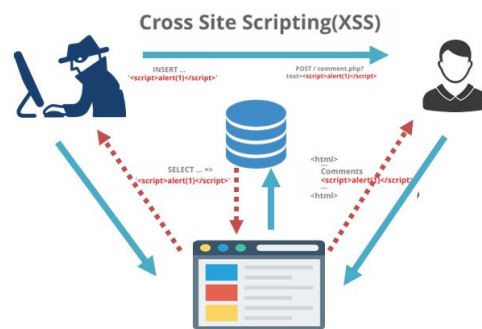 Cross Site Scripting(XSS)
INSERT ...
'<script>alert(1)</script>'
POST / comment.php?
text=<script>alert(1)</script>
SELECT ... =>
'<script>alert(1)</script>'
<html>
...
Comments
<script>alert(1)</script>
...
<html>